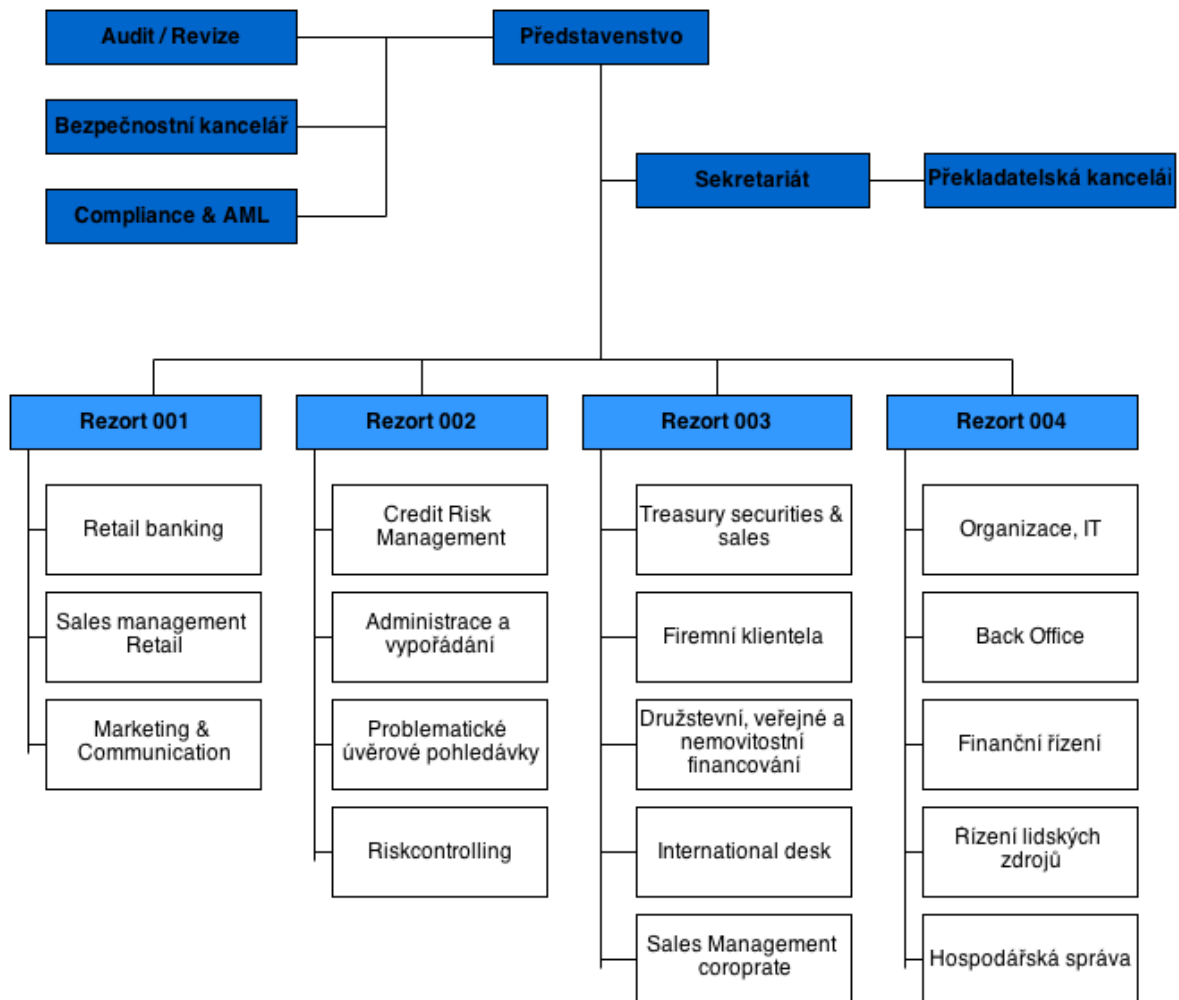 Audit / Revize
Představenstvo
Bezpečnostní kancelář
Sekretariát
Překladatelská kancelái
Compliance & AML
Rezort 001
Rezort 002
Rezort 003
Rezort 004
Retail banking
Sales management
Retail
Marketing &
Communication
Credit Risk
Management
Administrace a
vypořádání
Problematické
úvěrové pohledávky
Riskcontrolling
Treasury securities &
sales
Firemní klientela
Družstevní, veřejné a
nemovitostní
financování
International desk
Sales Management
coroprate
Organizace, IT
Back Office
Finanční řízení
Řízení lidských
zdrojů
Hospodářská správa